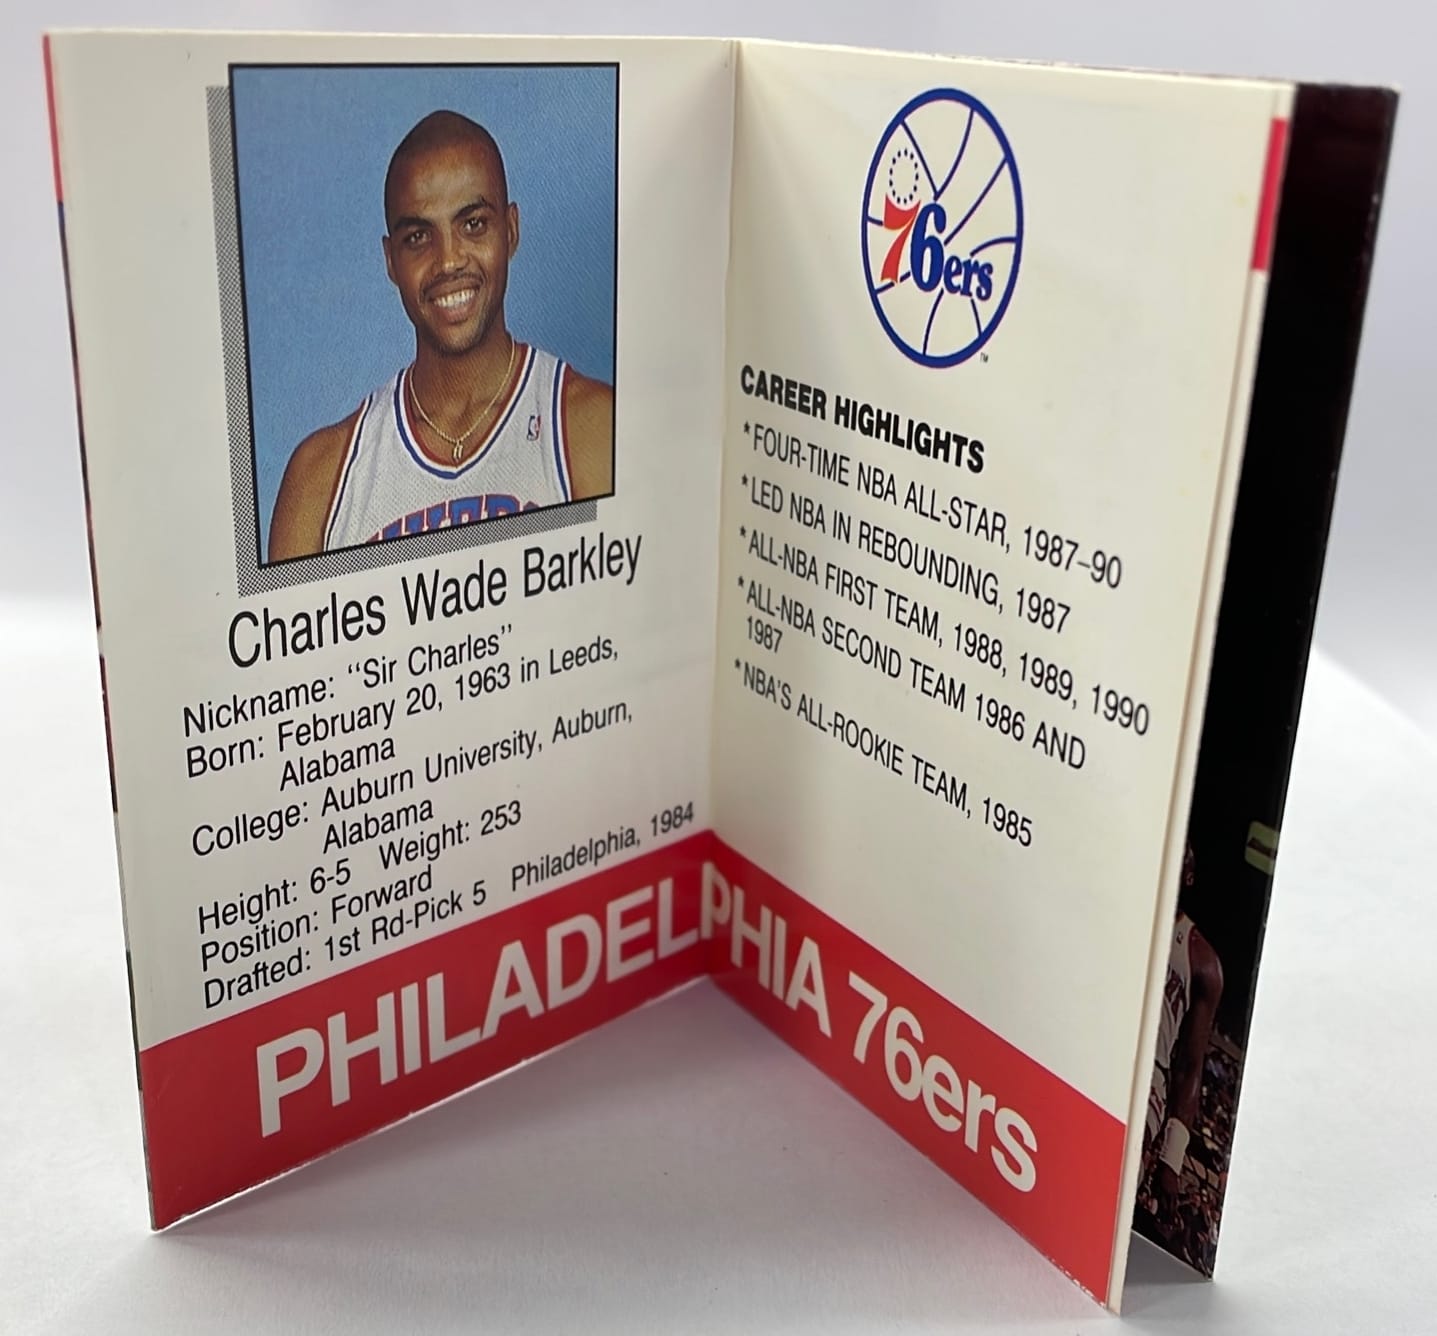 Charles Wade Barkley
Nickname: "Sir Charles"
Born: February 20, 1963 in Leeds,
Alabama
College: Auburn University, Auburn,
Alabama
Height: 6-5 Weight: 253
Position: Forward
Drafted: 1st Rd-Pick 5 Philadelphia, 1984
76ers
TM
CAREER HIGHLIGHTS
*FOUR-TIME NBA ALL-STAR, 1987-90
*LED NBA IN REBOUNDING, 1987
*ALL-NBA FIRST TEAM, 1988, 1989, 1990
*ALL-NBA SECOND TEAM 1986 AND
1987
*NBA'S ALL-ROOKIE TEAM, 1985
PHILADELPHIA 76ers